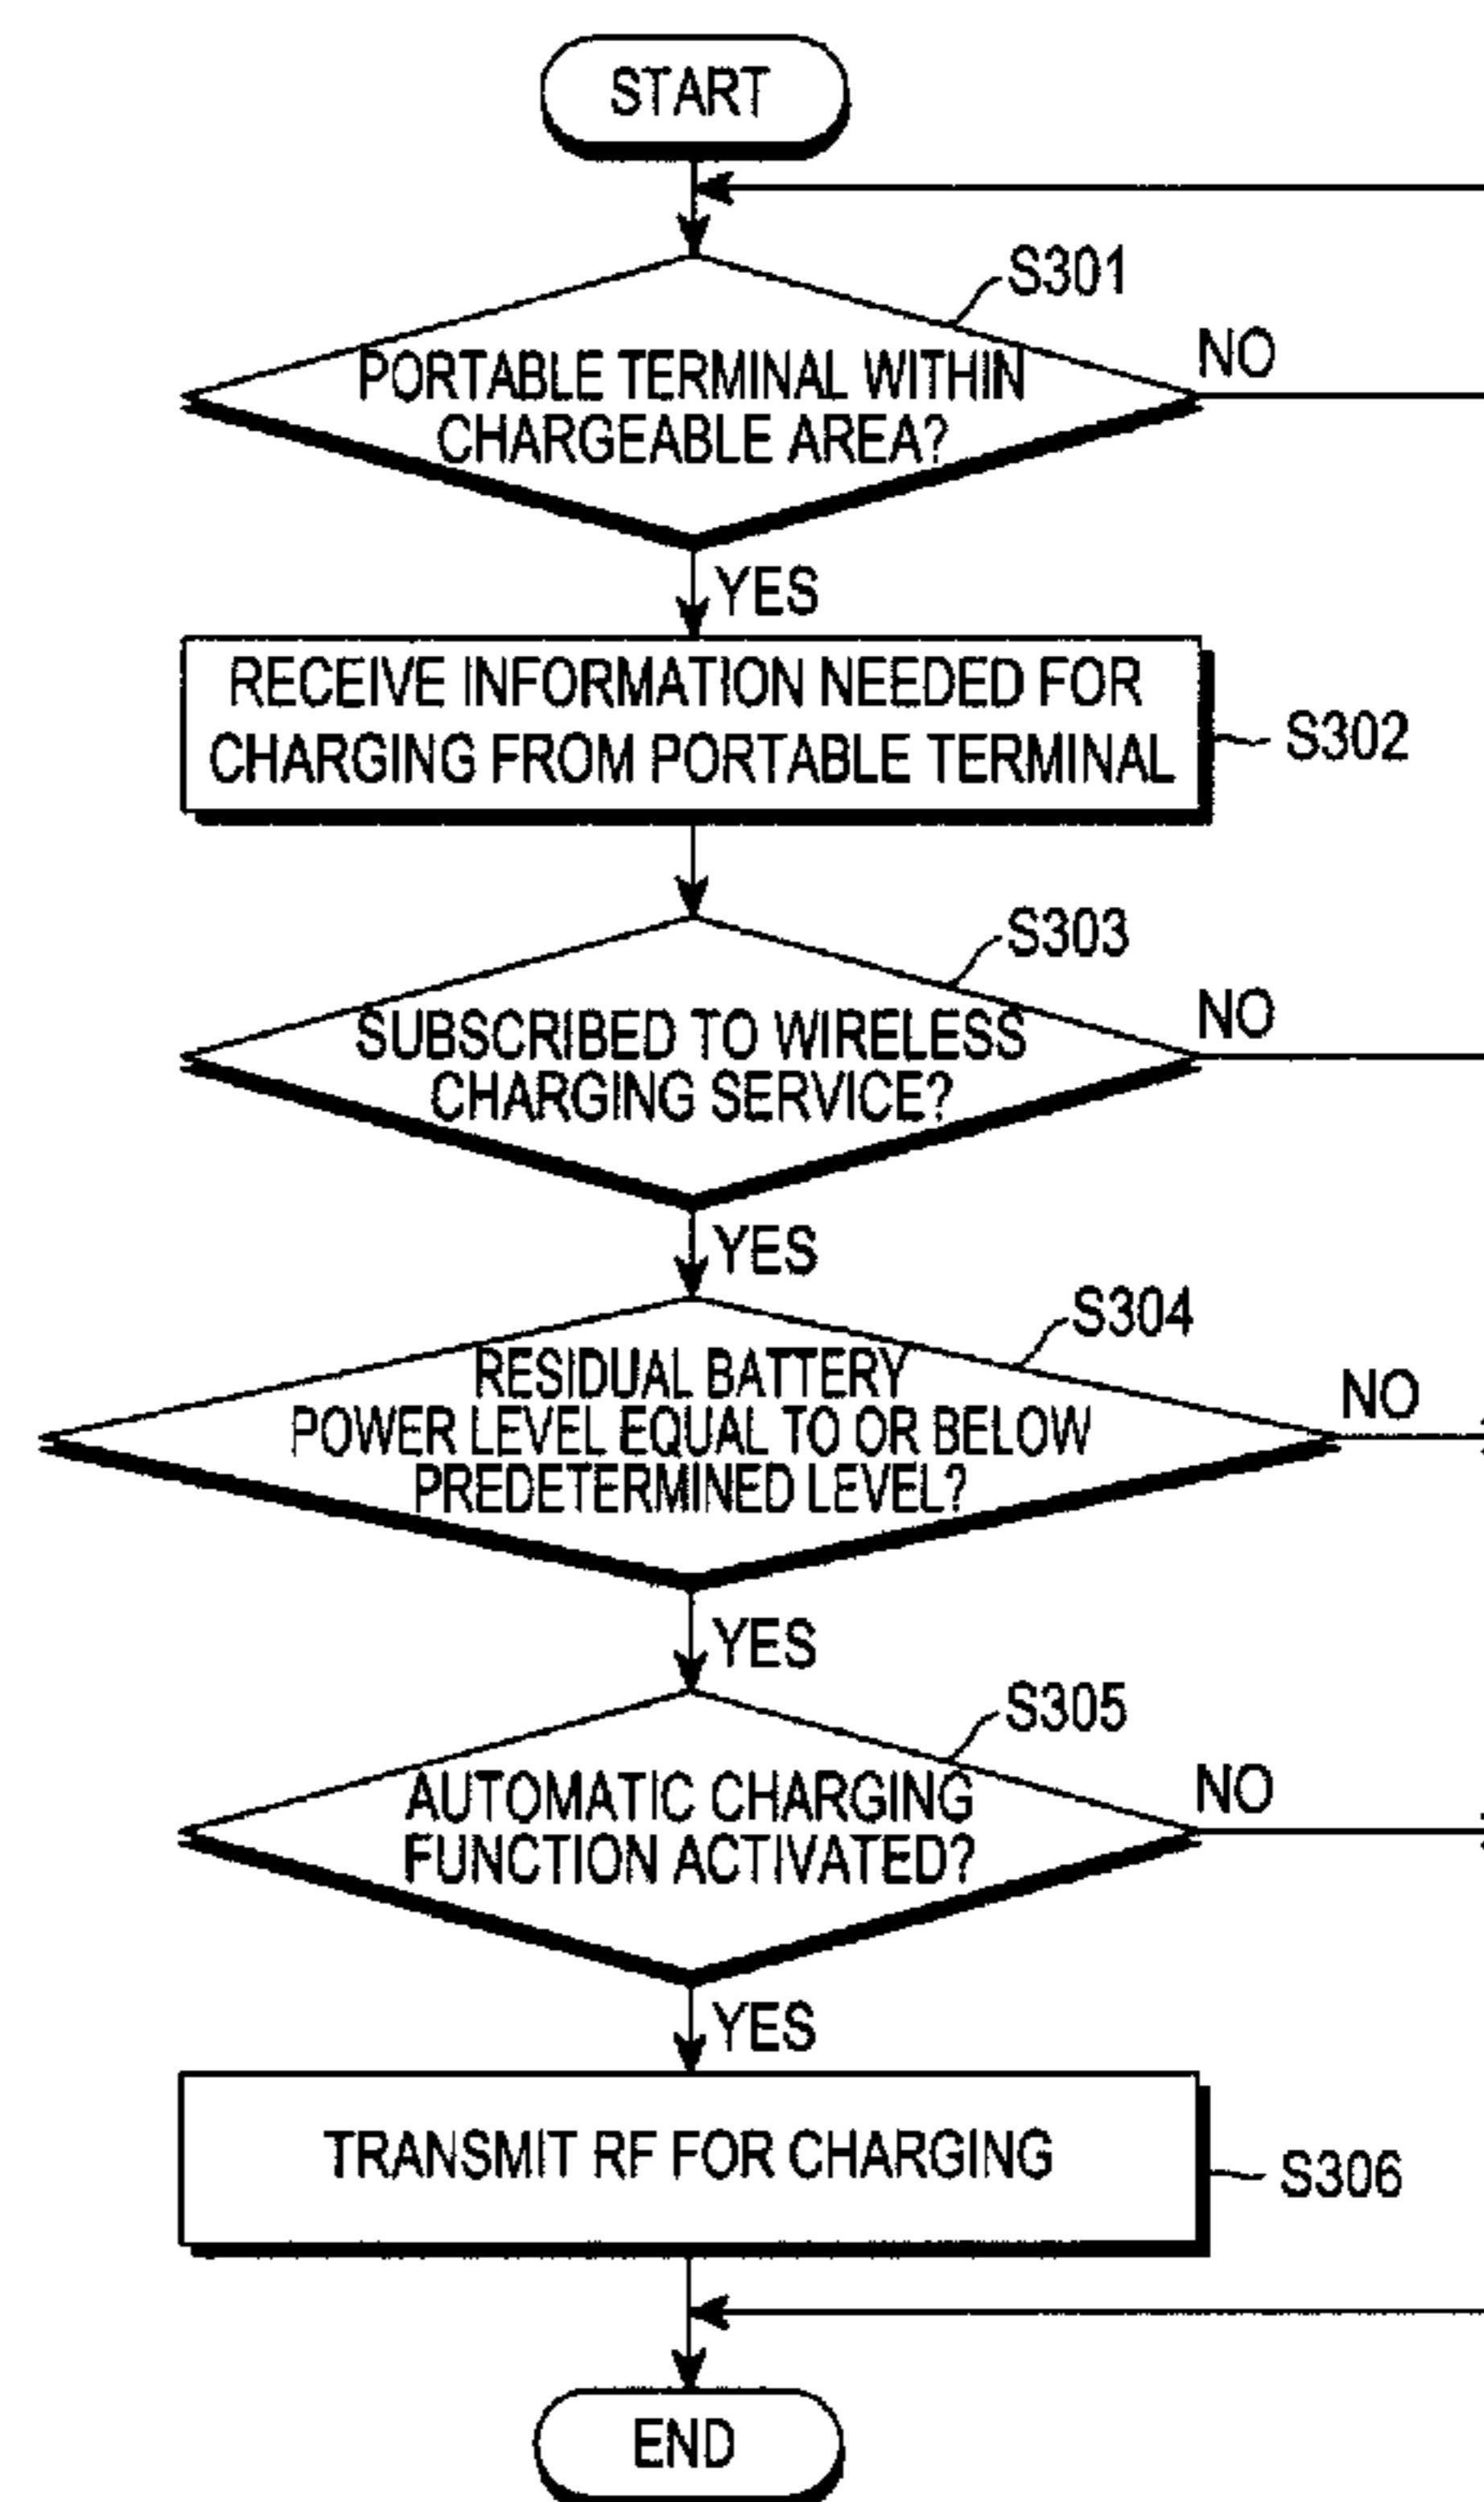 START
S301
PORTABLE TERMINAL WITHIN
CHARGEABLE AREA?
NO
YES
RECEIVE INFORMATION NEEDED FOR
CHARGING FROM PORTABLE TERMINAL
S302
S303
SUBSCRIBED TO WIRELESS
CHARGING SERVICE?
NO
YES
S304
RESIDUAL BATTERY
POWER LEVEL EQUAL TO OR BELOW
PREDETERMINED LEVEL?
NO
YES
S305
AUTOMATIC CHARGING
FUNCTION ACTIVATED?
NO
YES
TRANSMIT RF FOR CHARGING
S306
END